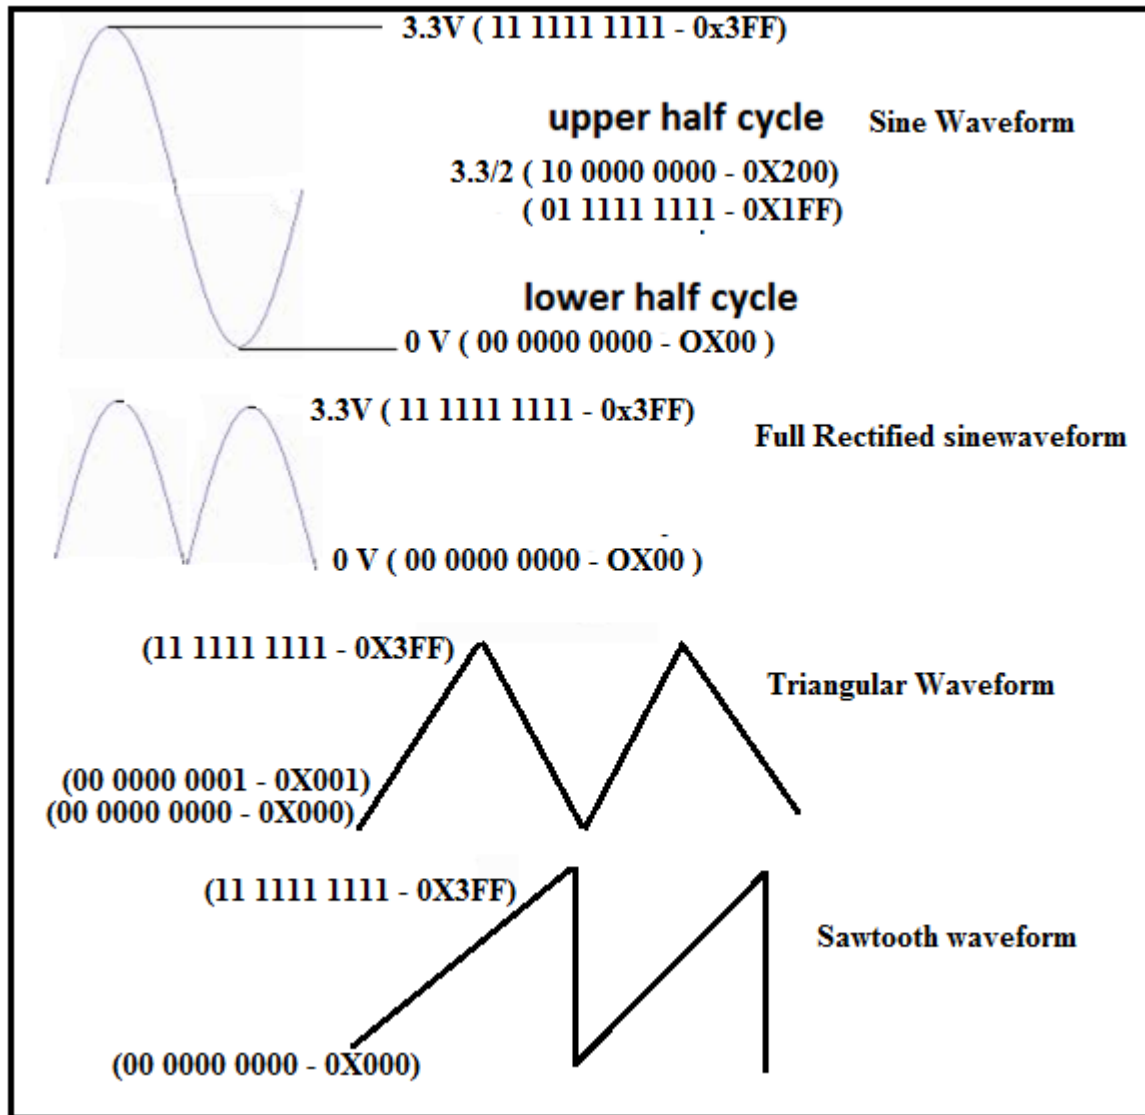 3.3V ( 11 1111 1111 - 0x3FF)
upper half cycle
Sine Waveform
3.3/2 ( 10 0000 0000 - 0X200)
( 01 1111 1111 - 0X1FF)
lower half cycle
0 V ( 00 0000 0000 - OX00 )
3.3V ( 11 1111 1111 - 0x3FF)
Full Rectified sinewaveform
0 V ( 00 0000 0000 - OX00 )
(11 1111 1111 - 0X3FF)
Triangular Waveform
(00 0000 0001 - 0X001)
(00 0000 0000 - 0X000)
(11 1111 1111 - 0X3FF)
Sawtooth waveform
(00 0000 0000 - 0X000)